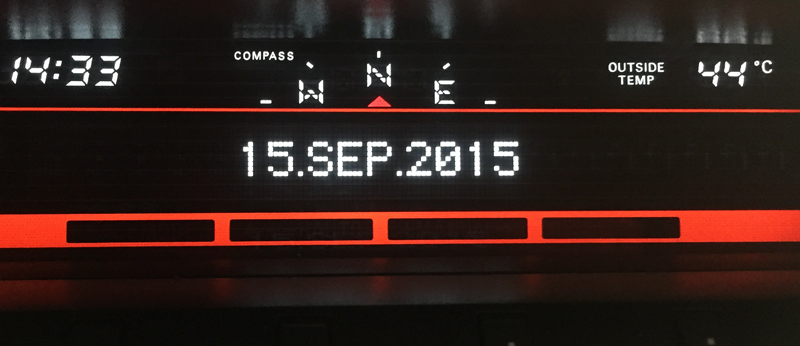 14:33
COMPASS
W N E
OUTSIDE
TEMP
44°C
15.SEP.2015